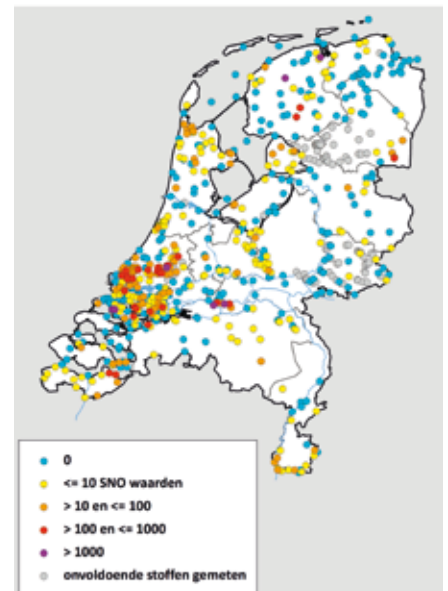 0
<= 10 SNO waarden
> 10 en <= 100
> 100 en <= 1000
> 1000
onvoldoende stoffen gemeten